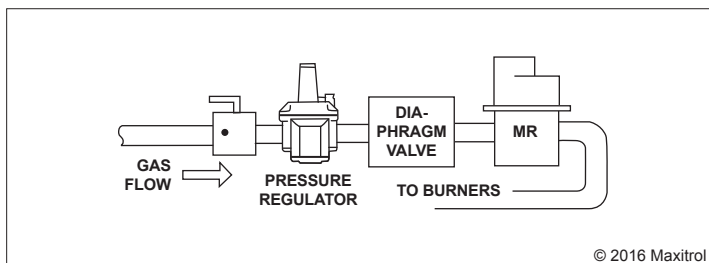 GAS
FLOW
PRESSURE
REGULATOR
DIA-
PHRAGM
VALVE
MR
TO BURNERS
© 2016 Maxitrol